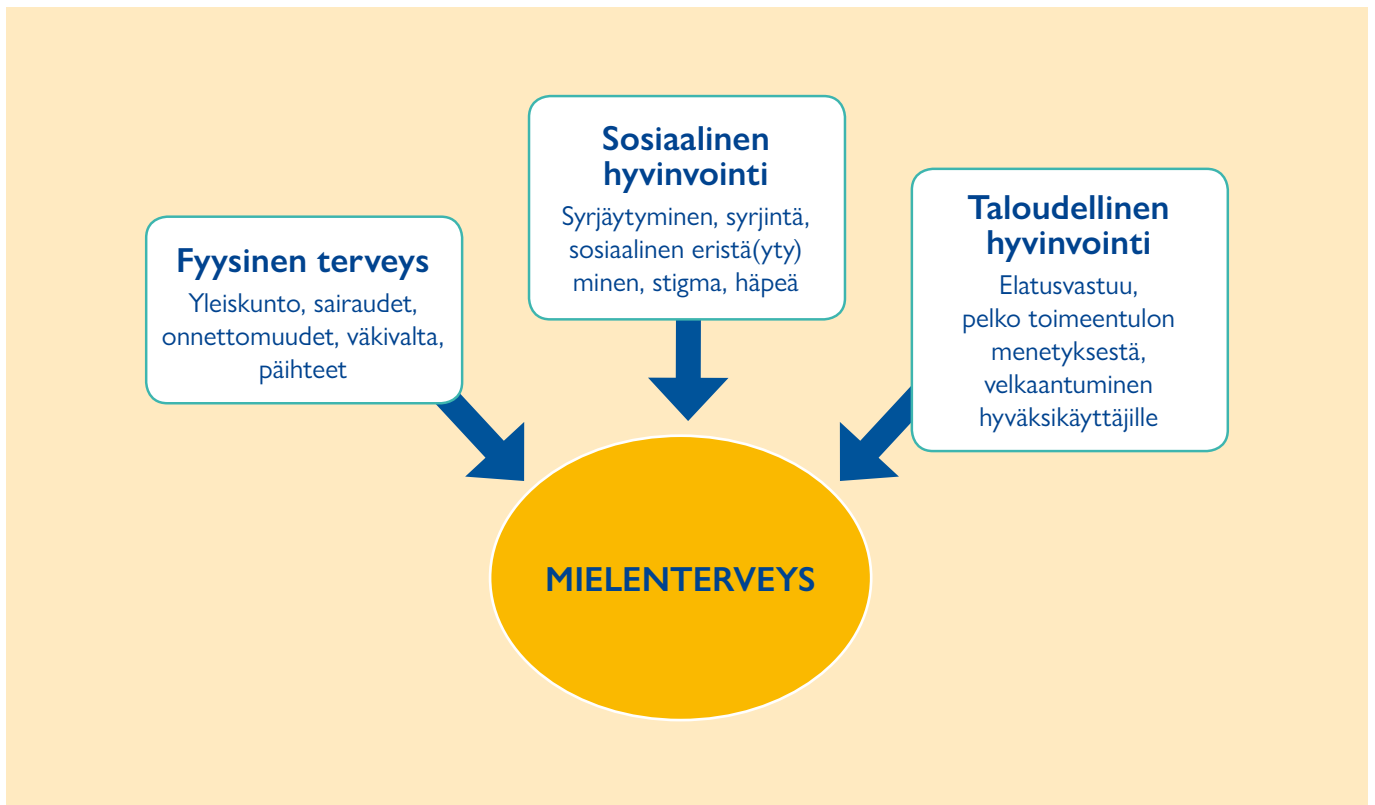 Fyysinen terveys
Yleiskunto, sairaudet,
onnettomuudet, väkivalta,
päihteet
Sosiaalinen
hyvinvointi
Syrjäytyminen, syrjintä,
sosiaalinen eristä(yty)
minen, stigma, häpeä
Taloudellinen
hyvinvointi
Elatusvastuu,
pelko toimeentulon
menetyksestä,
velkaantuminen
hyväksikäyttäjille
MIELENTERVEYS